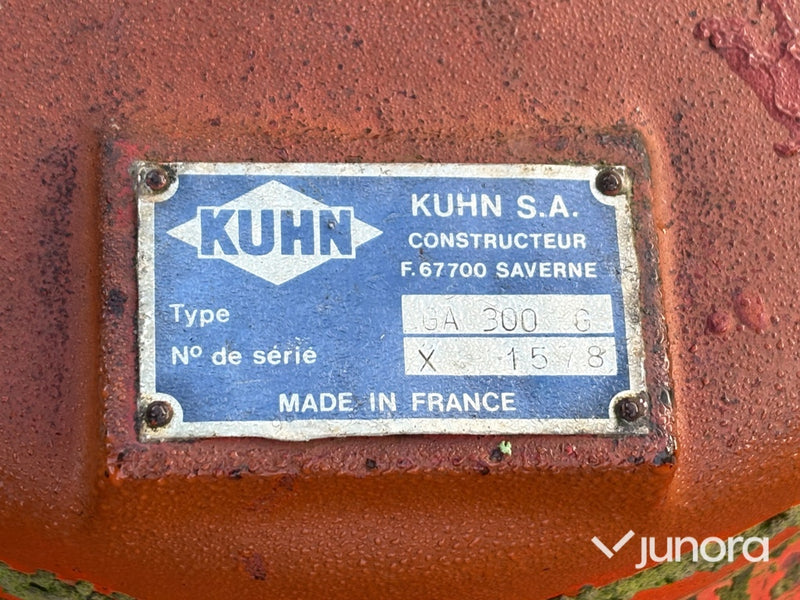 KUHN
KUHN S.A.
CONSTRUCTEUR
F. 67700 SAVERNE
Type GA 300 G
Nº de série X 1578
MADE IN FRANCE
junora